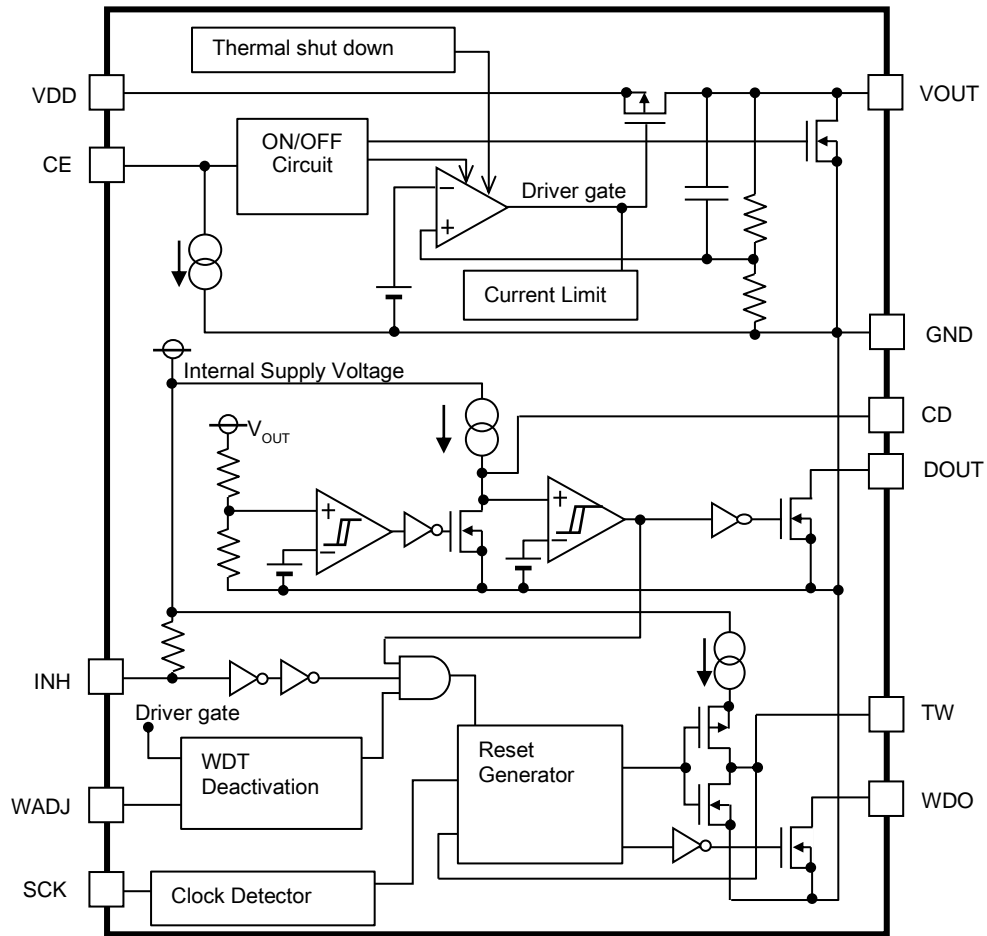 Thermal shut down
VDD
VOUT
ON/OFF
Circuit
CE
Driver gate
−
+
Current Limit
GND
Internal Supply Voltage
CD
VOUT
DOUT
+
−
+
−
INH
Driver gate
TW
WDT
Deactivation
Reset
Generator
WADJ
WDO
SCK
Clock Detector